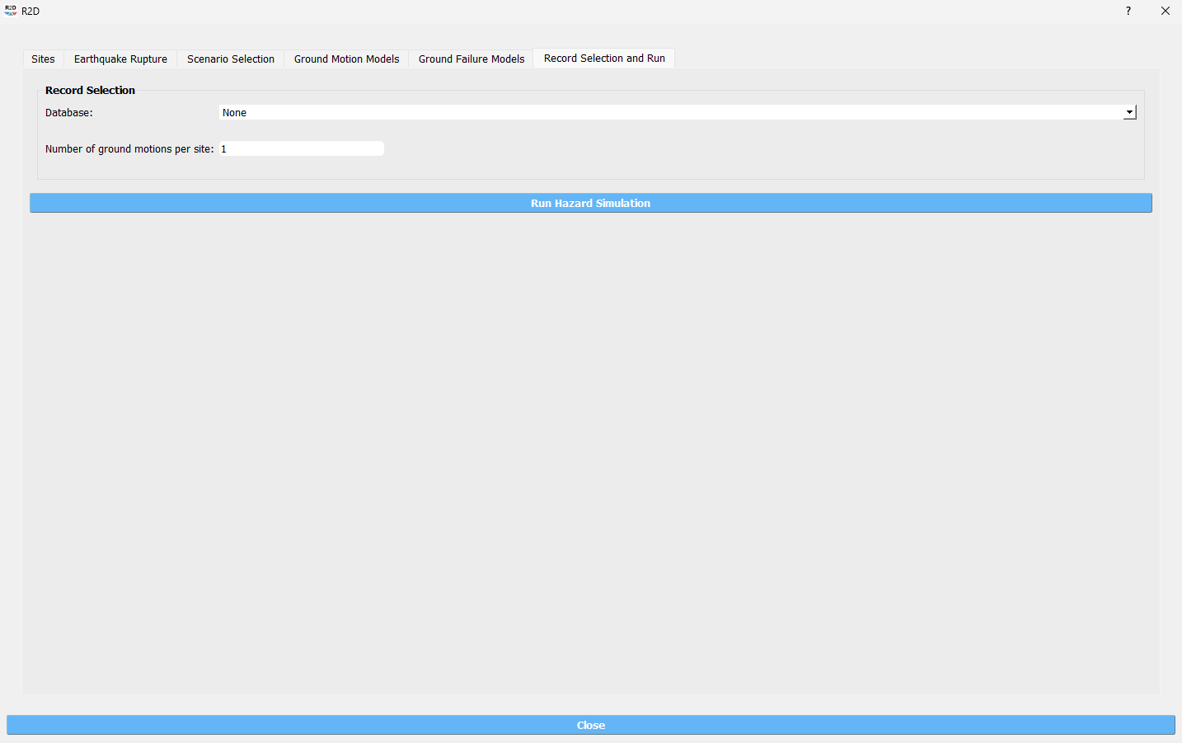 R2D R2D ?
Sites Earthquake Rupture Scenario Selection Ground Motion Models Ground Failure Models Record Selection and Run
Record Selection
Database: None
Number of ground motions per site: 1
Run Hazard Simulation
Close